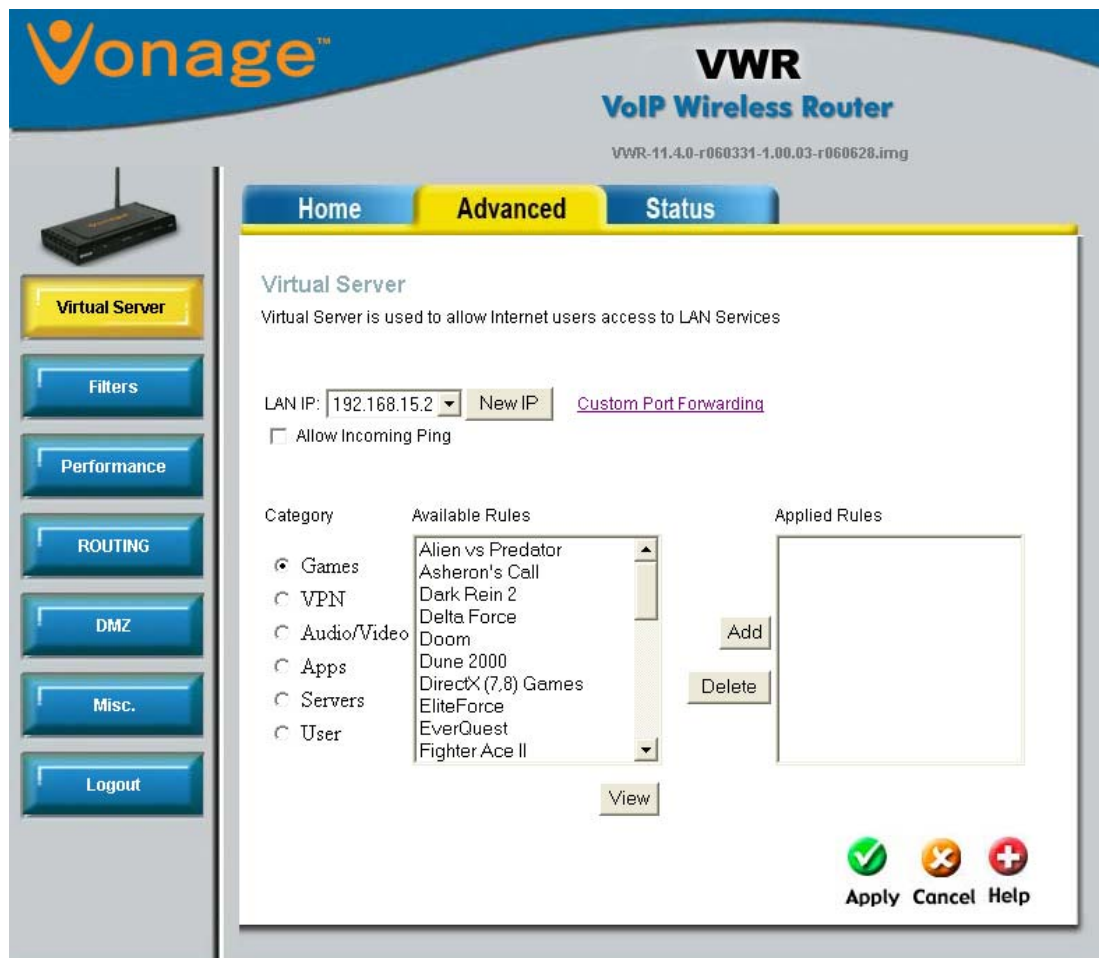 Vonage™
VWR
VoIP Wireless Router
VWR-11.4.0-r060331-1.00.03-r060628.img
Home
Advanced
Status
Virtual Server
Filters
Performance
ROUTING
DMZ
Misc.
Logout
Virtual Server
Virtual Server is used to allow Internet users access to LAN Services
LAN IP: 192.168.15.2 New IP Custom Port Forwarding
Allow Incoming Ping
Category
Games
VPN
Audio/Video
Apps
Servers
User
Available Rules
Alien vs Predator
Asheron's Call
Dark Rein 2
Delta Force
Doom
Dune 2000
DirectX (7,8) Games
EliteForce
EverQuest
Fighter Ace II
View
Add
Delete
Applied Rules
Apply Cancel Help